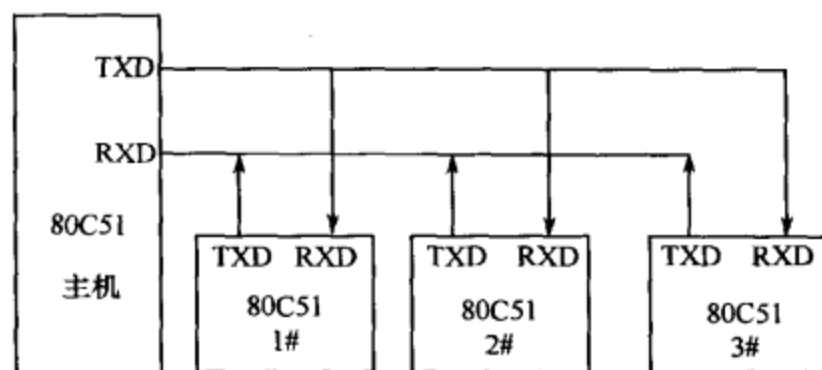 TXD
RXD
80C51
主机
TXD RXD
80C51
1#
TXD RXD
80C51
2#
TXD RXD
80C51
3#